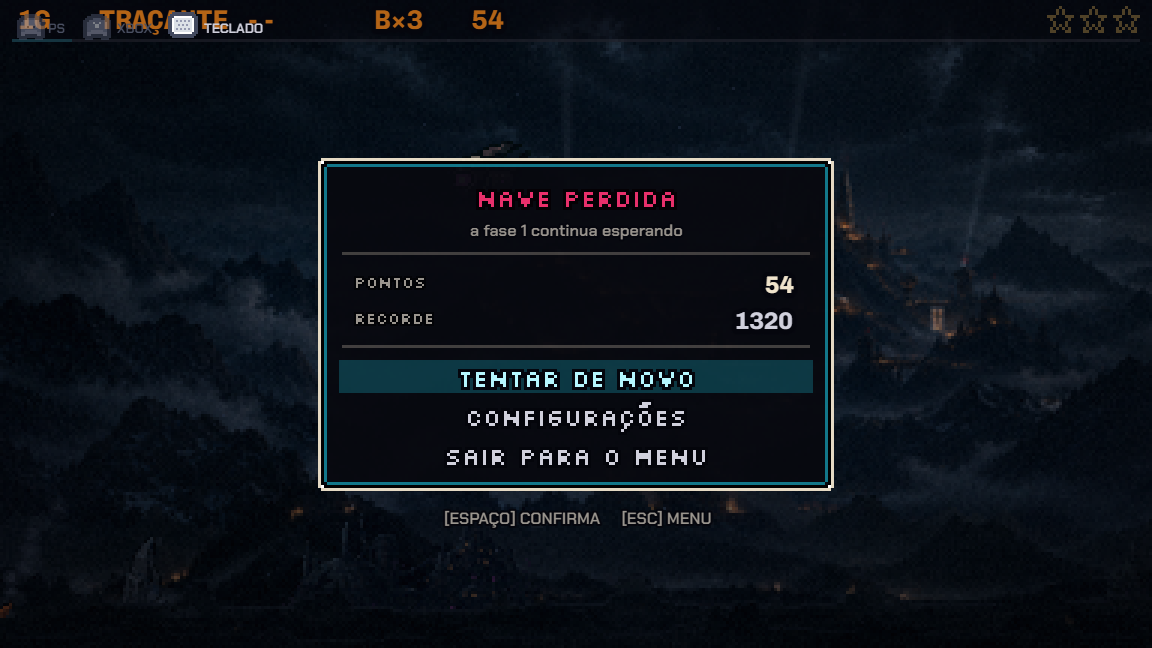 1G TRAÇANTE -- B×3 54
PS XBOX TECLADO
NAVE PERDIDA
a fase 1 continua esperando
PONTOS 54
RECORDE 1320
TENTAR DE NOVO
CONFIGURAÇÕES
SAIR PARA O MENU
[ESPAÇO] CONFIRMA [ESC] MENU